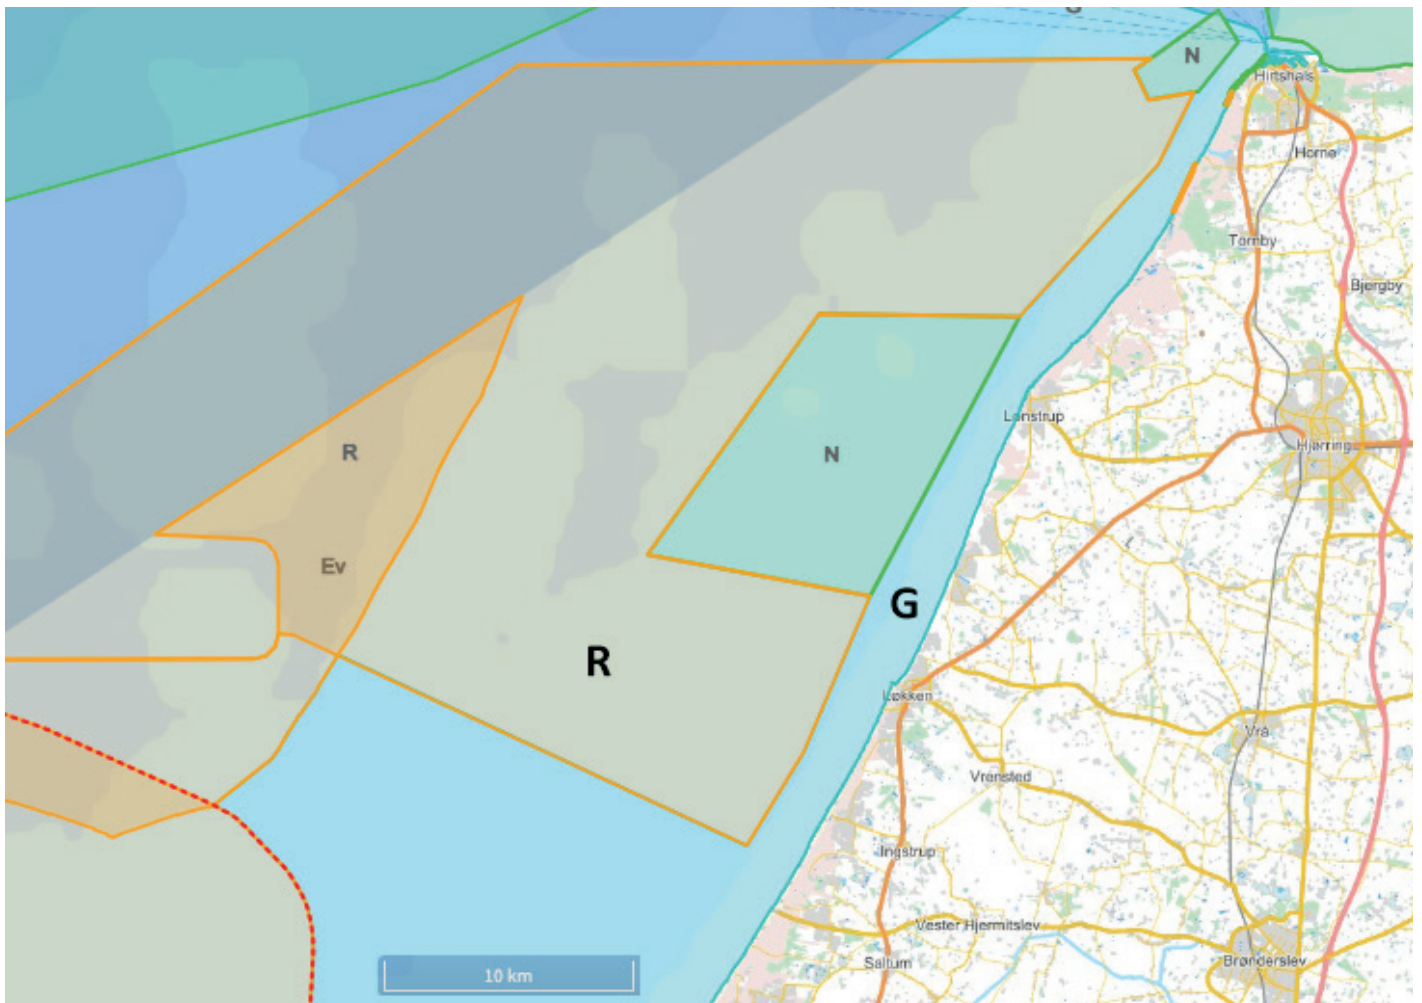 N
Hirtshals
Horne
Tornby
Bjergby
R
N
Lønstrup
Hjørring
Ev
G
R
Løkken
Vrå
Vrensted
Ingstrup
Vester Hjermitslev
Saltum
Brønderslev
10 km